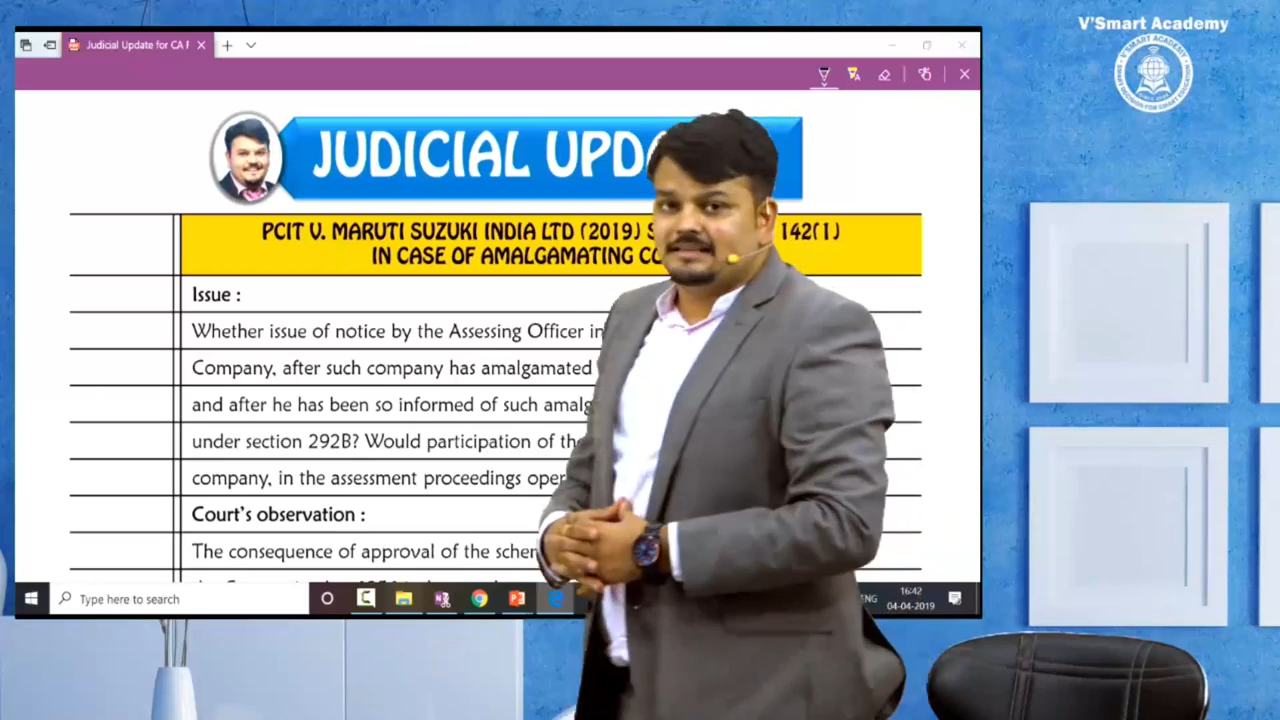 V'Smart Academy
Judicial Update for CA F
JUDICIAL UPD
PCIT V. MARUTI SUZUKI INDIA LTD (2019) S 142(1)
IN CASE OF AMALGAMATING CO
Issue :
Whether issue of notice by the Assessing Officer in
Company, after such company has amalgamated
and after he has been so informed of such amalg
under section 292B? Would participation of the
company, in the assessment proceedings oper
Court's observation :
The consequence of approval of the scher
Type here to search
ENG
16:42
04-04-2019